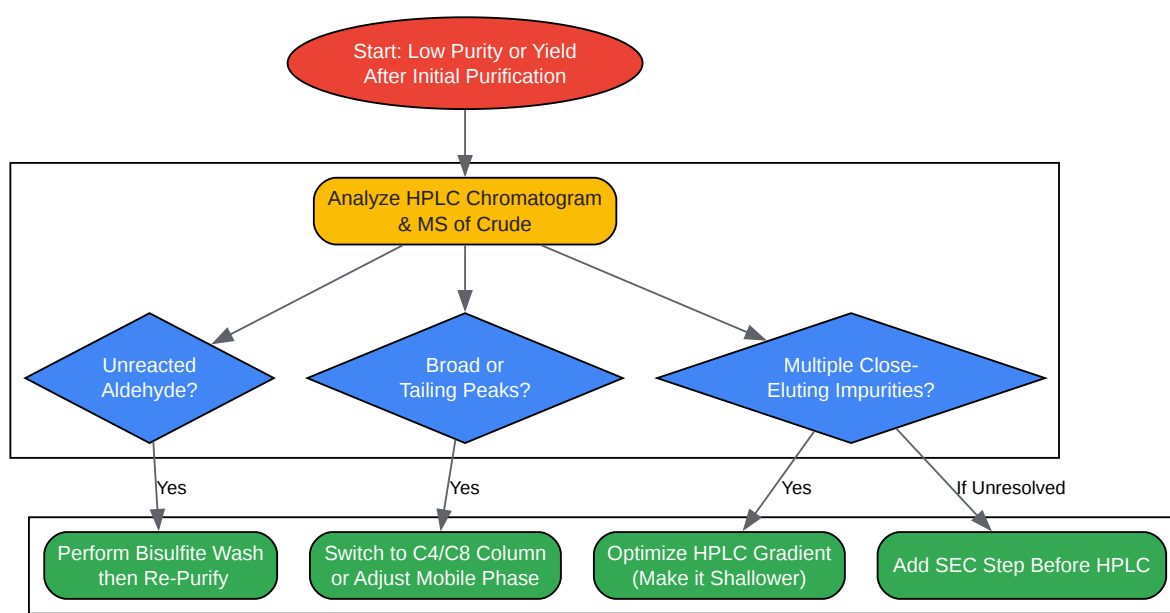 Start: Low Purity or Yield
After Initial Purification
Analyze HPLC Chromatogram
& MS of Crude
Unreacted
Aldehyde?
Broad or
Tailing Peaks?
Multiple Close-
Eluting Impurities?
Yes
Yes
Yes
If Unresolved
Perform Bisulfite Wash
then Re-Purify
Switch to C4/C8 Column
or Adjust Mobile Phase
Optimize HPLC Gradient
(Make it Shallower)
Add SEC Step Before HPLC